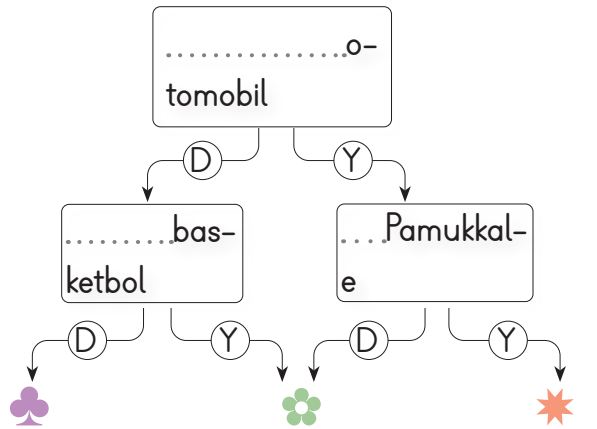 ..................o-
tomobil
D
Y
...........bas-
ketbol
....Pamukkal-
e
D
Y
D
Y